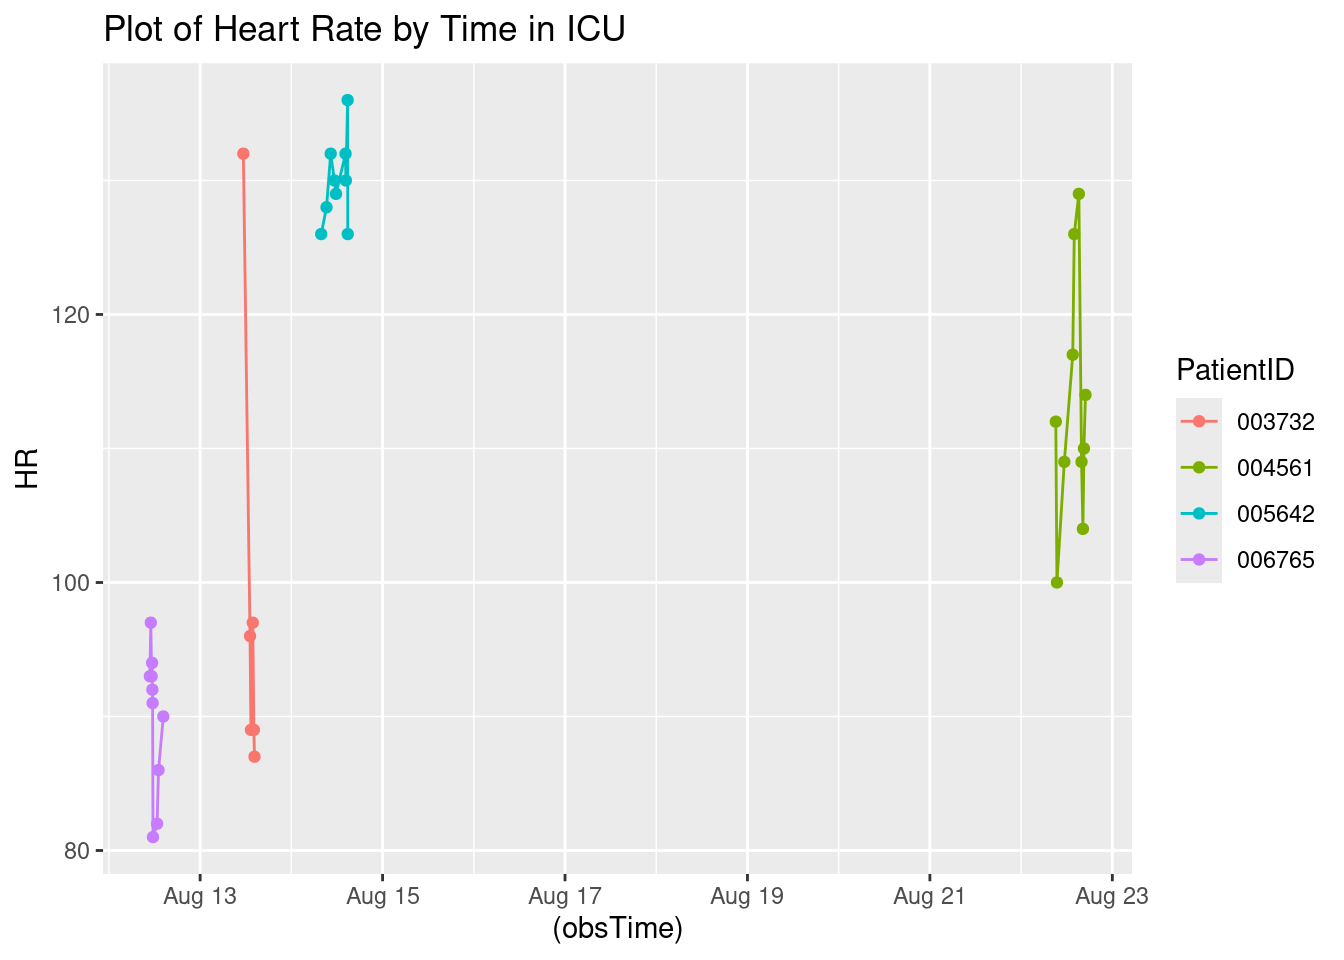 Plot of Heart Rate by Time in ICU
HR
120
100
80
Aug 13 Aug 15 Aug 17 Aug 19 Aug 21 Aug 23
(obsTime)
PatientID
003732
004561
005642
006765